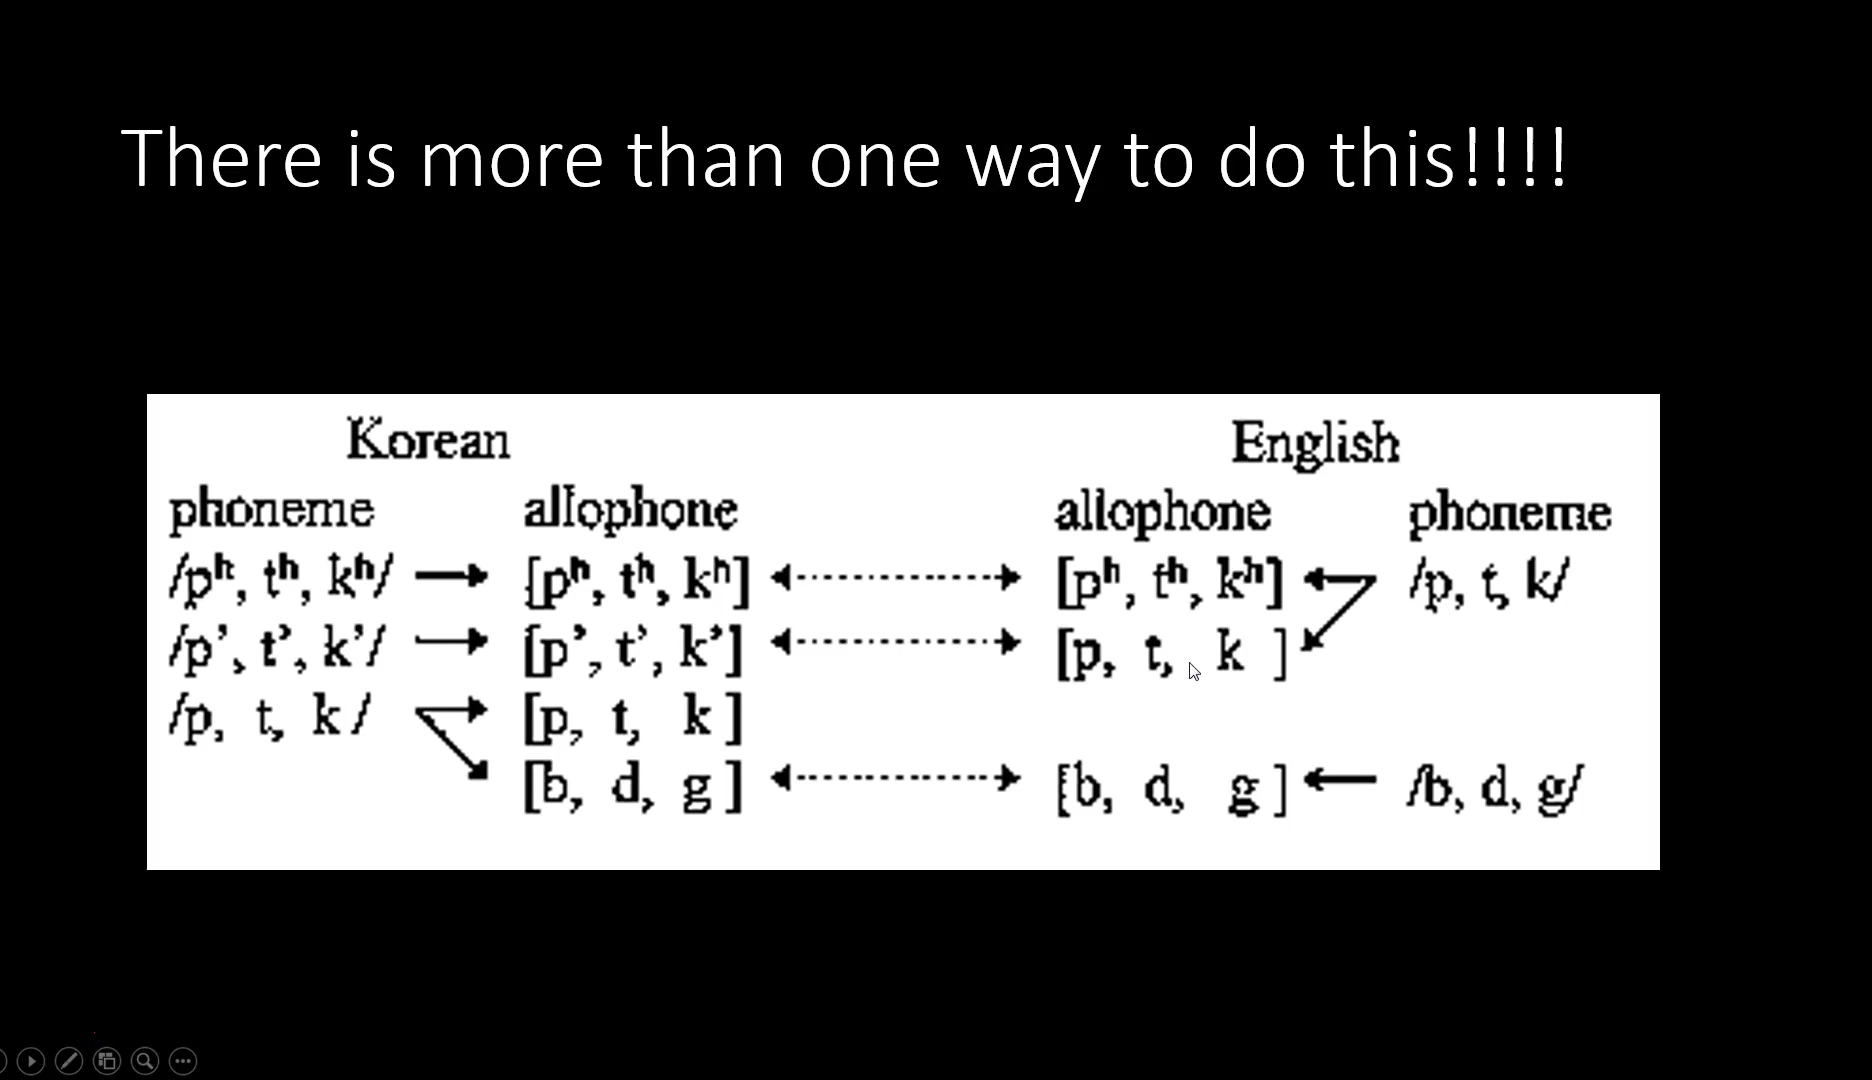 There is more than one way to do this!!!!
Korean English
phoneme allophone allophone phoneme
/pʰ, tʰ, kʰ/ [pʰ, tʰ, kʰ] [pʰ, tʰ, kʰ] /p, t, k/
/p’, t’, k’/ [p’, t’, k’] [p, t, k ]
/p, t, k / [p, t, k ]
[b, d, g ] [b, d, g ] /b, d, g/